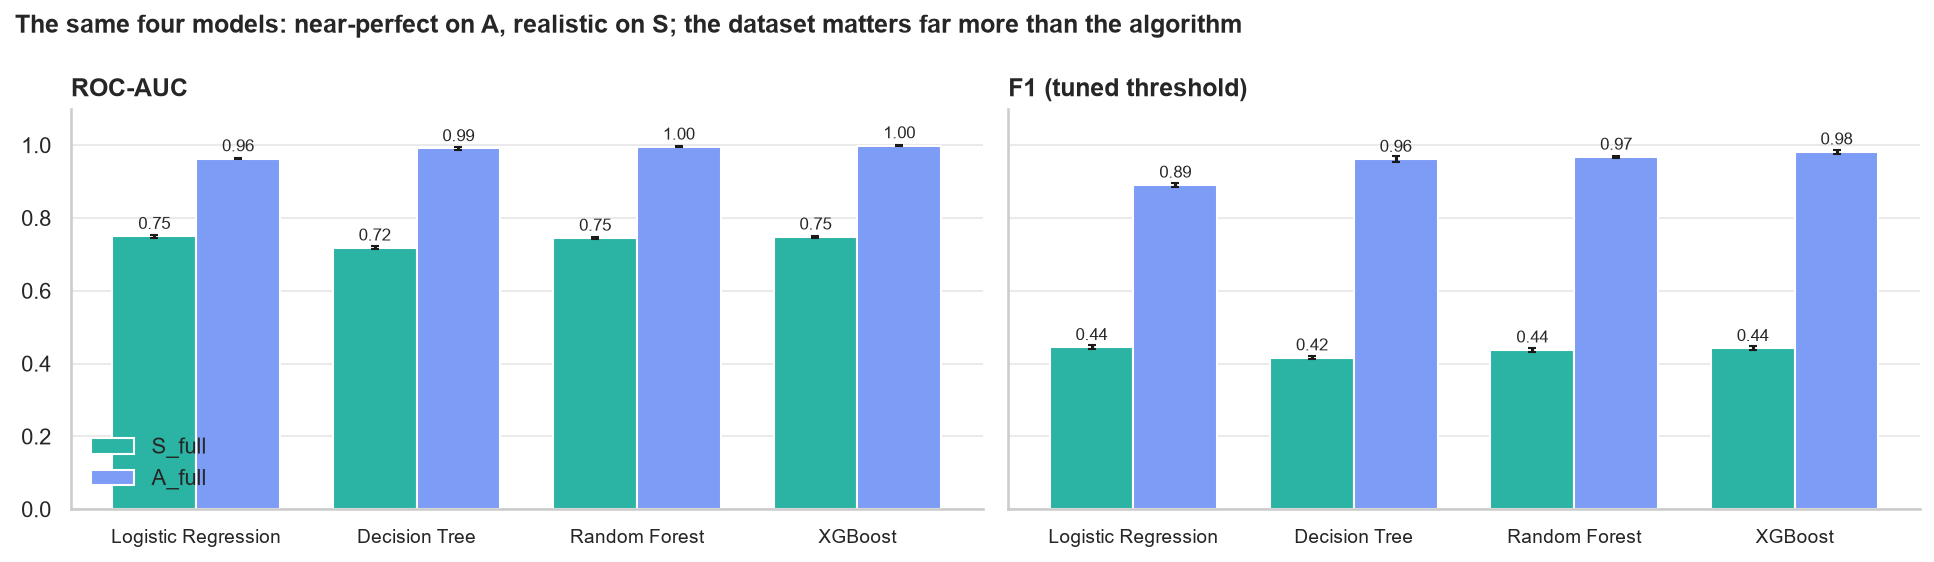 The same four models: near-perfect on A, realistic on S; the dataset matters far more than the algorithm
ROC-AUC
1.0
0.8
0.6
0.4
0.2
0.0
0.75
0.96
0.72
0.99
0.75
1.00
0.75
1.00
S_full
A_full
Logistic Regression
Decision Tree
Random Forest
XGBoost
F1 (tuned threshold)
0.44
0.89
0.42
0.96
0.44
0.97
0.44
0.98
Logistic Regression
Decision Tree
Random Forest
XGBoost